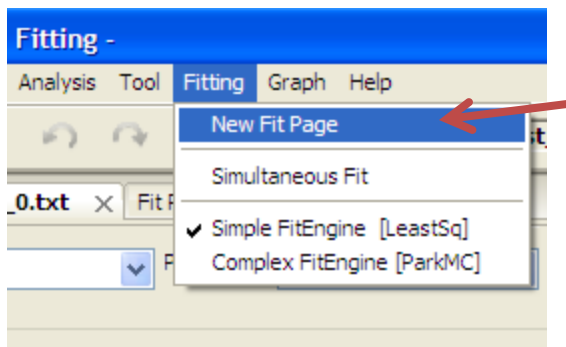 Fitting -
Analysis Tool Fitting Graph Help
New Fit Page
Simultaneous Fit
_0.txt Fit
Simple FitEngine [LeastSq]
Complex FitEngine [ParkMC]